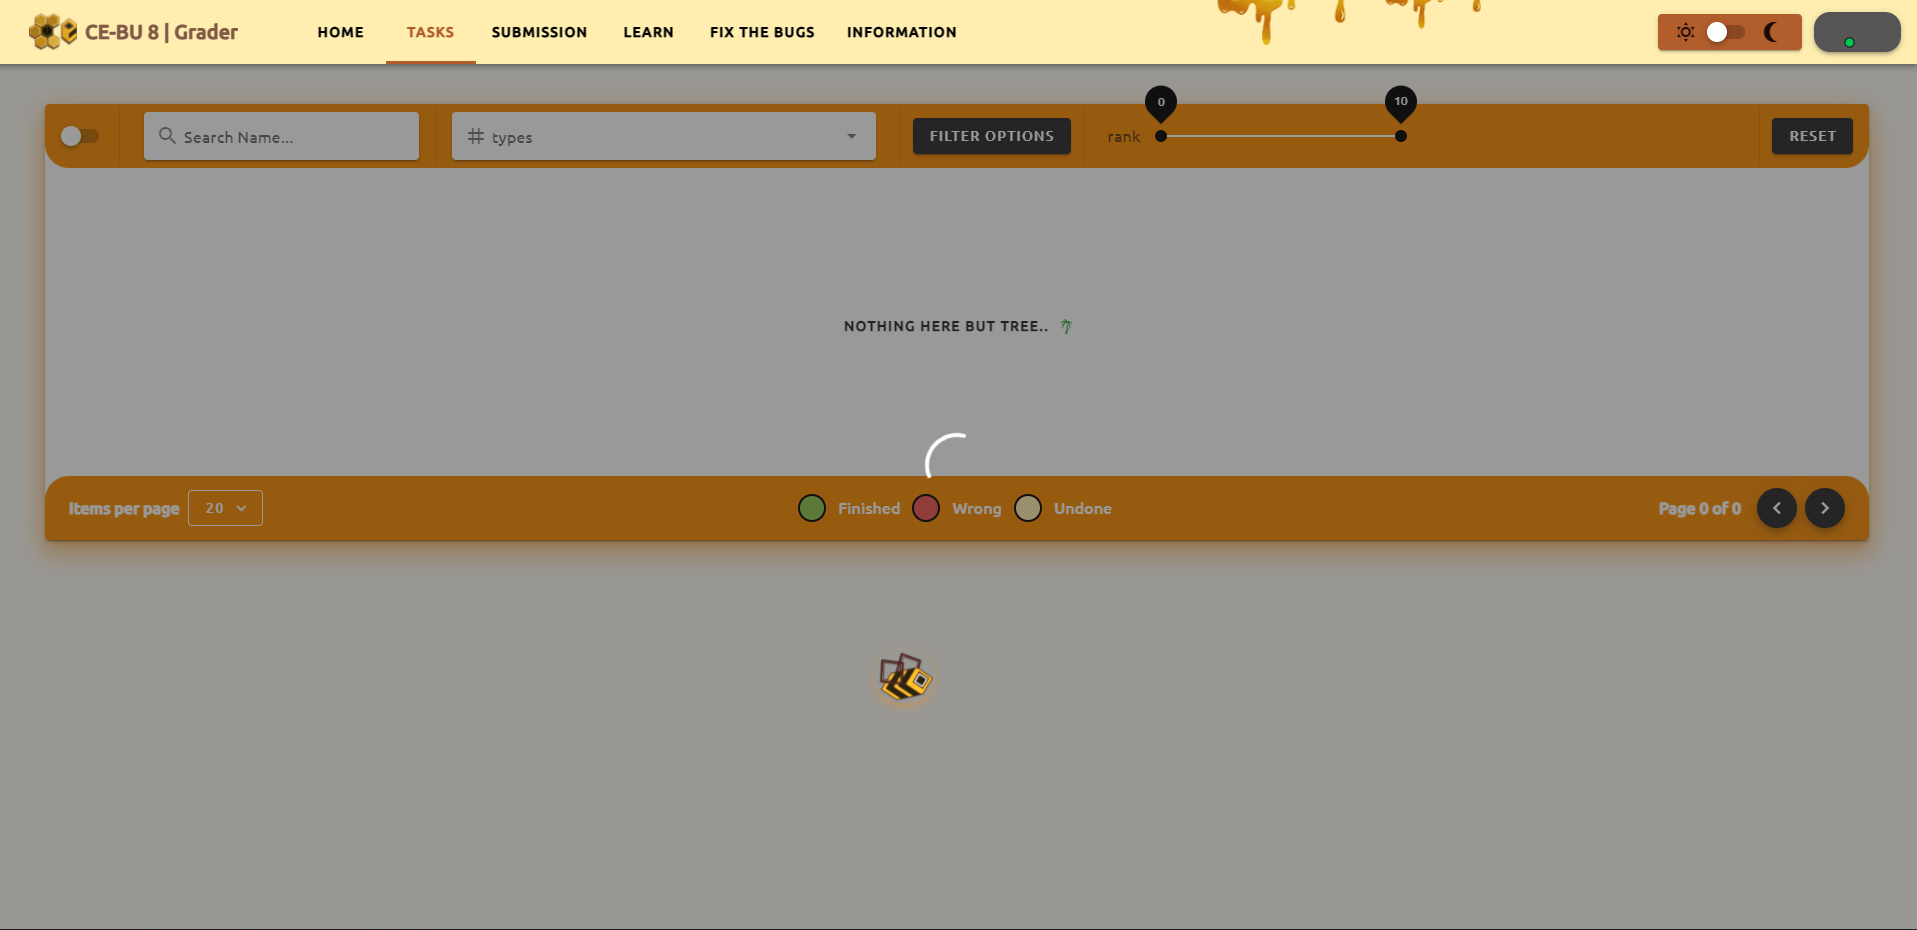 CE-BU 8 | Grader
HOME
TASKS
SUBMISSION
LEARN
FIX THE BUGS
INFORMATION
Search Name...
types
FILTER OPTIONS
rank
0
10
RESET
NOTHING HERE BUT TREE..
Items per page
20
Finished
Wrong
Undone
Page 0 of 0